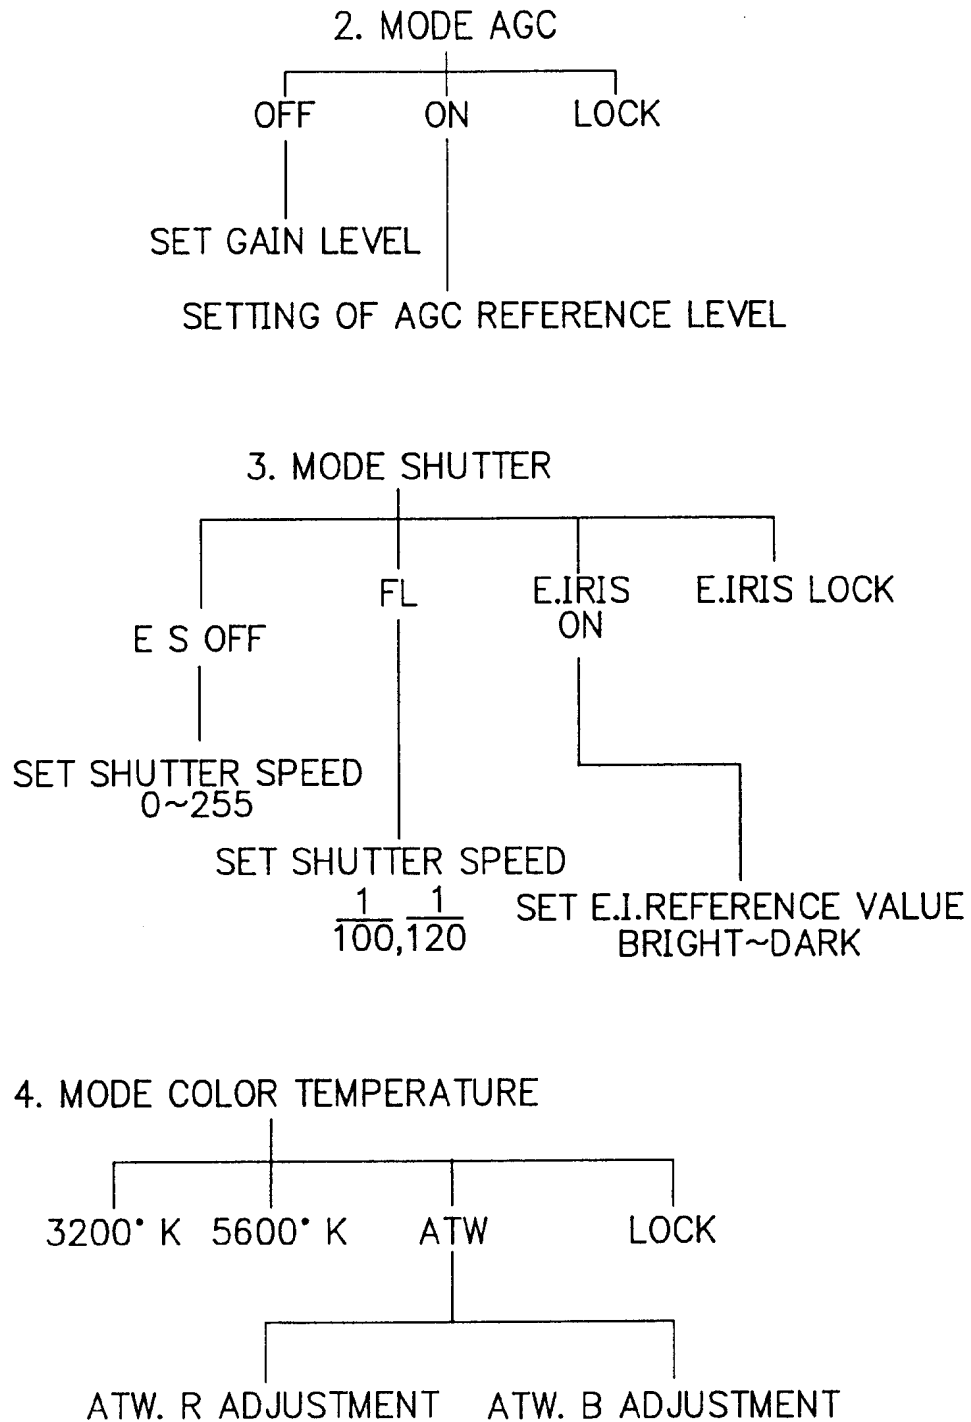 2. MODE AGC
OFF ON LOCK
SET GAIN LEVEL
SETTING OF AGC REFERENCE LEVEL
3. MODE SHUTTER
FL E.IRIS E.IRIS LOCK
ON
E S OFF
SET SHUTTER SPEED
0~255
SET SHUTTER SPEED
1/100, 1/120
SET E.I.REFERENCE VALUE
BRIGHT~DARK
4. MODE COLOR TEMPERATURE
3200° K 5600° K ATW LOCK
ATW. R ADJUSTMENT ATW. B ADJUSTMENT